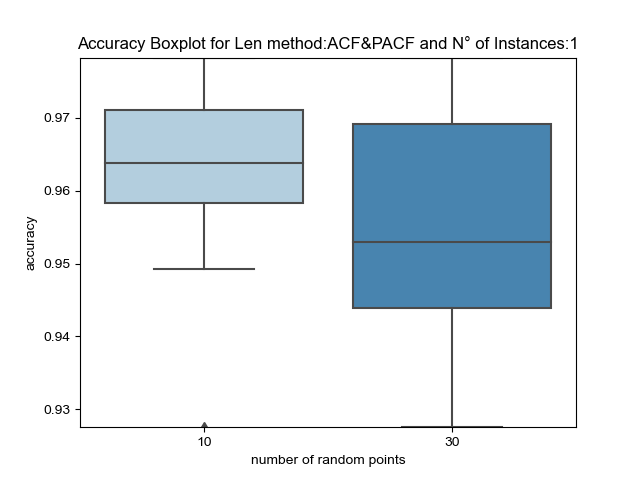 Accuracy Boxplot for Len method:ACF&PACF and N° of Instances:1
0.97
0.96
0.95
0.94
0.93
accuracy
10
30
number of random points